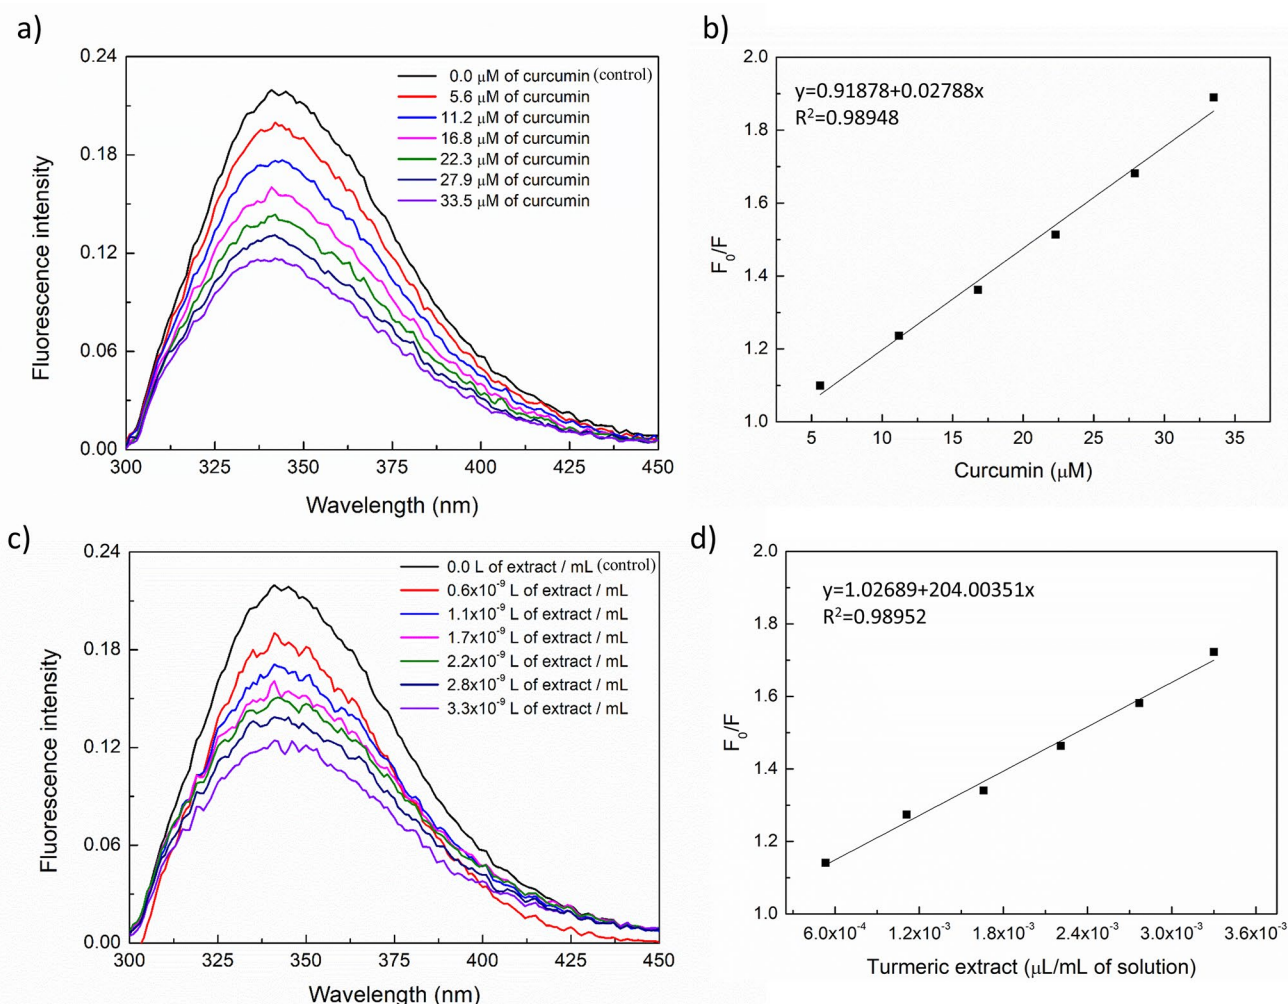 a)
0.24
0.18
0.12
0.06
0.00
Fluorescence intensity
300 325 350 375 400 425 450
Wavelength (nm)
0.0 μM of curcumin (control)
5.6 μM of curcumin
11.2 μM of curcumin
16.8 μM of curcumin
22.3 μM of curcumin
27.9 μM of curcumin
33.5 μM of curcumin
b)
2.0
1.8
1.6
1.4
1.2
1.0
F₀/F
y=0.91878+0.02788x
R²=0.98948
5 10 15 20 25 30 35
Curcumin (μM)
c)
0.24
0.18
0.12
0.06
0.00
Fluorescence intensity
300 325 350 375 400 425 450
Wavelength (nm)
0.0 L of extract / mL (control)
0.6x10⁻⁹ L of extract / mL
1.1x10⁻⁹ L of extract / mL
1.7x10⁻⁹ L of extract / mL
2.2x10⁻⁹ L of extract / mL
2.8x10⁻⁹ L of extract / mL
3.3x10⁻⁹ L of extract / mL
d)
2.0
1.8
1.6
1.4
1.2
1.0
F₀/F
y=1.02689+204.00351x
R²=0.98952
6.0x10⁻⁴ 1.2x10⁻³ 1.8x10⁻³ 2.4x10⁻³ 3.0x10⁻³ 3.6x10⁻³
Turmeric extract (μL/mL of solution)